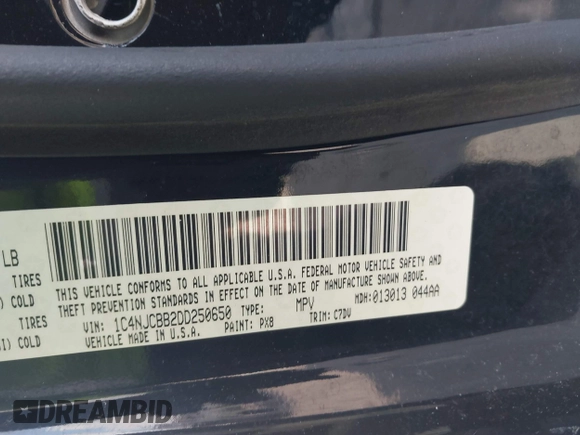 LB
TIRES
COLD
TIRES
COLD
THIS VEHICLE CONFORMS TO ALL APPLICABLE U.S.A. FEDERAL MOTOR VEHICLE SAFETY AND
THEFT PREVENTION STANDARDS IN EFFECT ON THE DATE OF MANUFACTURE SHOWN ABOVE.
VIN: 1C4NJCBB2DD250650 TYPE: MPV MDH: 013013 044AA
MADE IN U.S.A. PAINT: PX8 TRIM: C7DV
DREAMBID